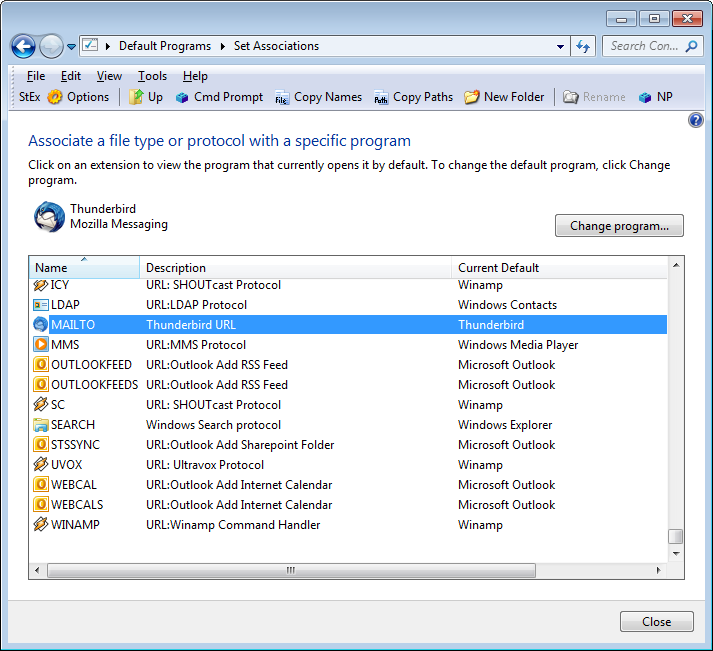 Default Programs Set Associations Search Con...
File Edit View Tools Help
StEx Options Up Cmd Prompt File Copy Names Path Copy Paths New Folder Rename NP
Associate a file type or protocol with a specific program
Click on an extension to view the program that currently opens it by default. To change the default program, click Change
program.
Thunderbird
Mozilla Messaging
Change program...
Name Description Current Default
ICY URL: SHOUTcast Protocol Winamp
LDAP URL:LDAP Protocol Windows Contacts
MAILTO Thunderbird URL Thunderbird
MMS URL:MMS Protocol Windows Media Player
OUTLOOKFEED URL:Outlook Add RSS Feed Microsoft Outlook
OUTLOOKFEEDS URL:Outlook Add RSS Feed Microsoft Outlook
SC URL: SHOUTcast Protocol Winamp
SEARCH Windows Search protocol Windows Explorer
STSSYNC URL:Outlook Add Sharepoint Folder Microsoft Outlook
UVOX URL: Ultravox Protocol Winamp
WEBCAL URL:Outlook Add Internet Calendar Microsoft Outlook
WEBCALS URL:Outlook Add Internet Calendar Microsoft Outlook
WINAMP URL:Winamp Command Handler Winamp
Close